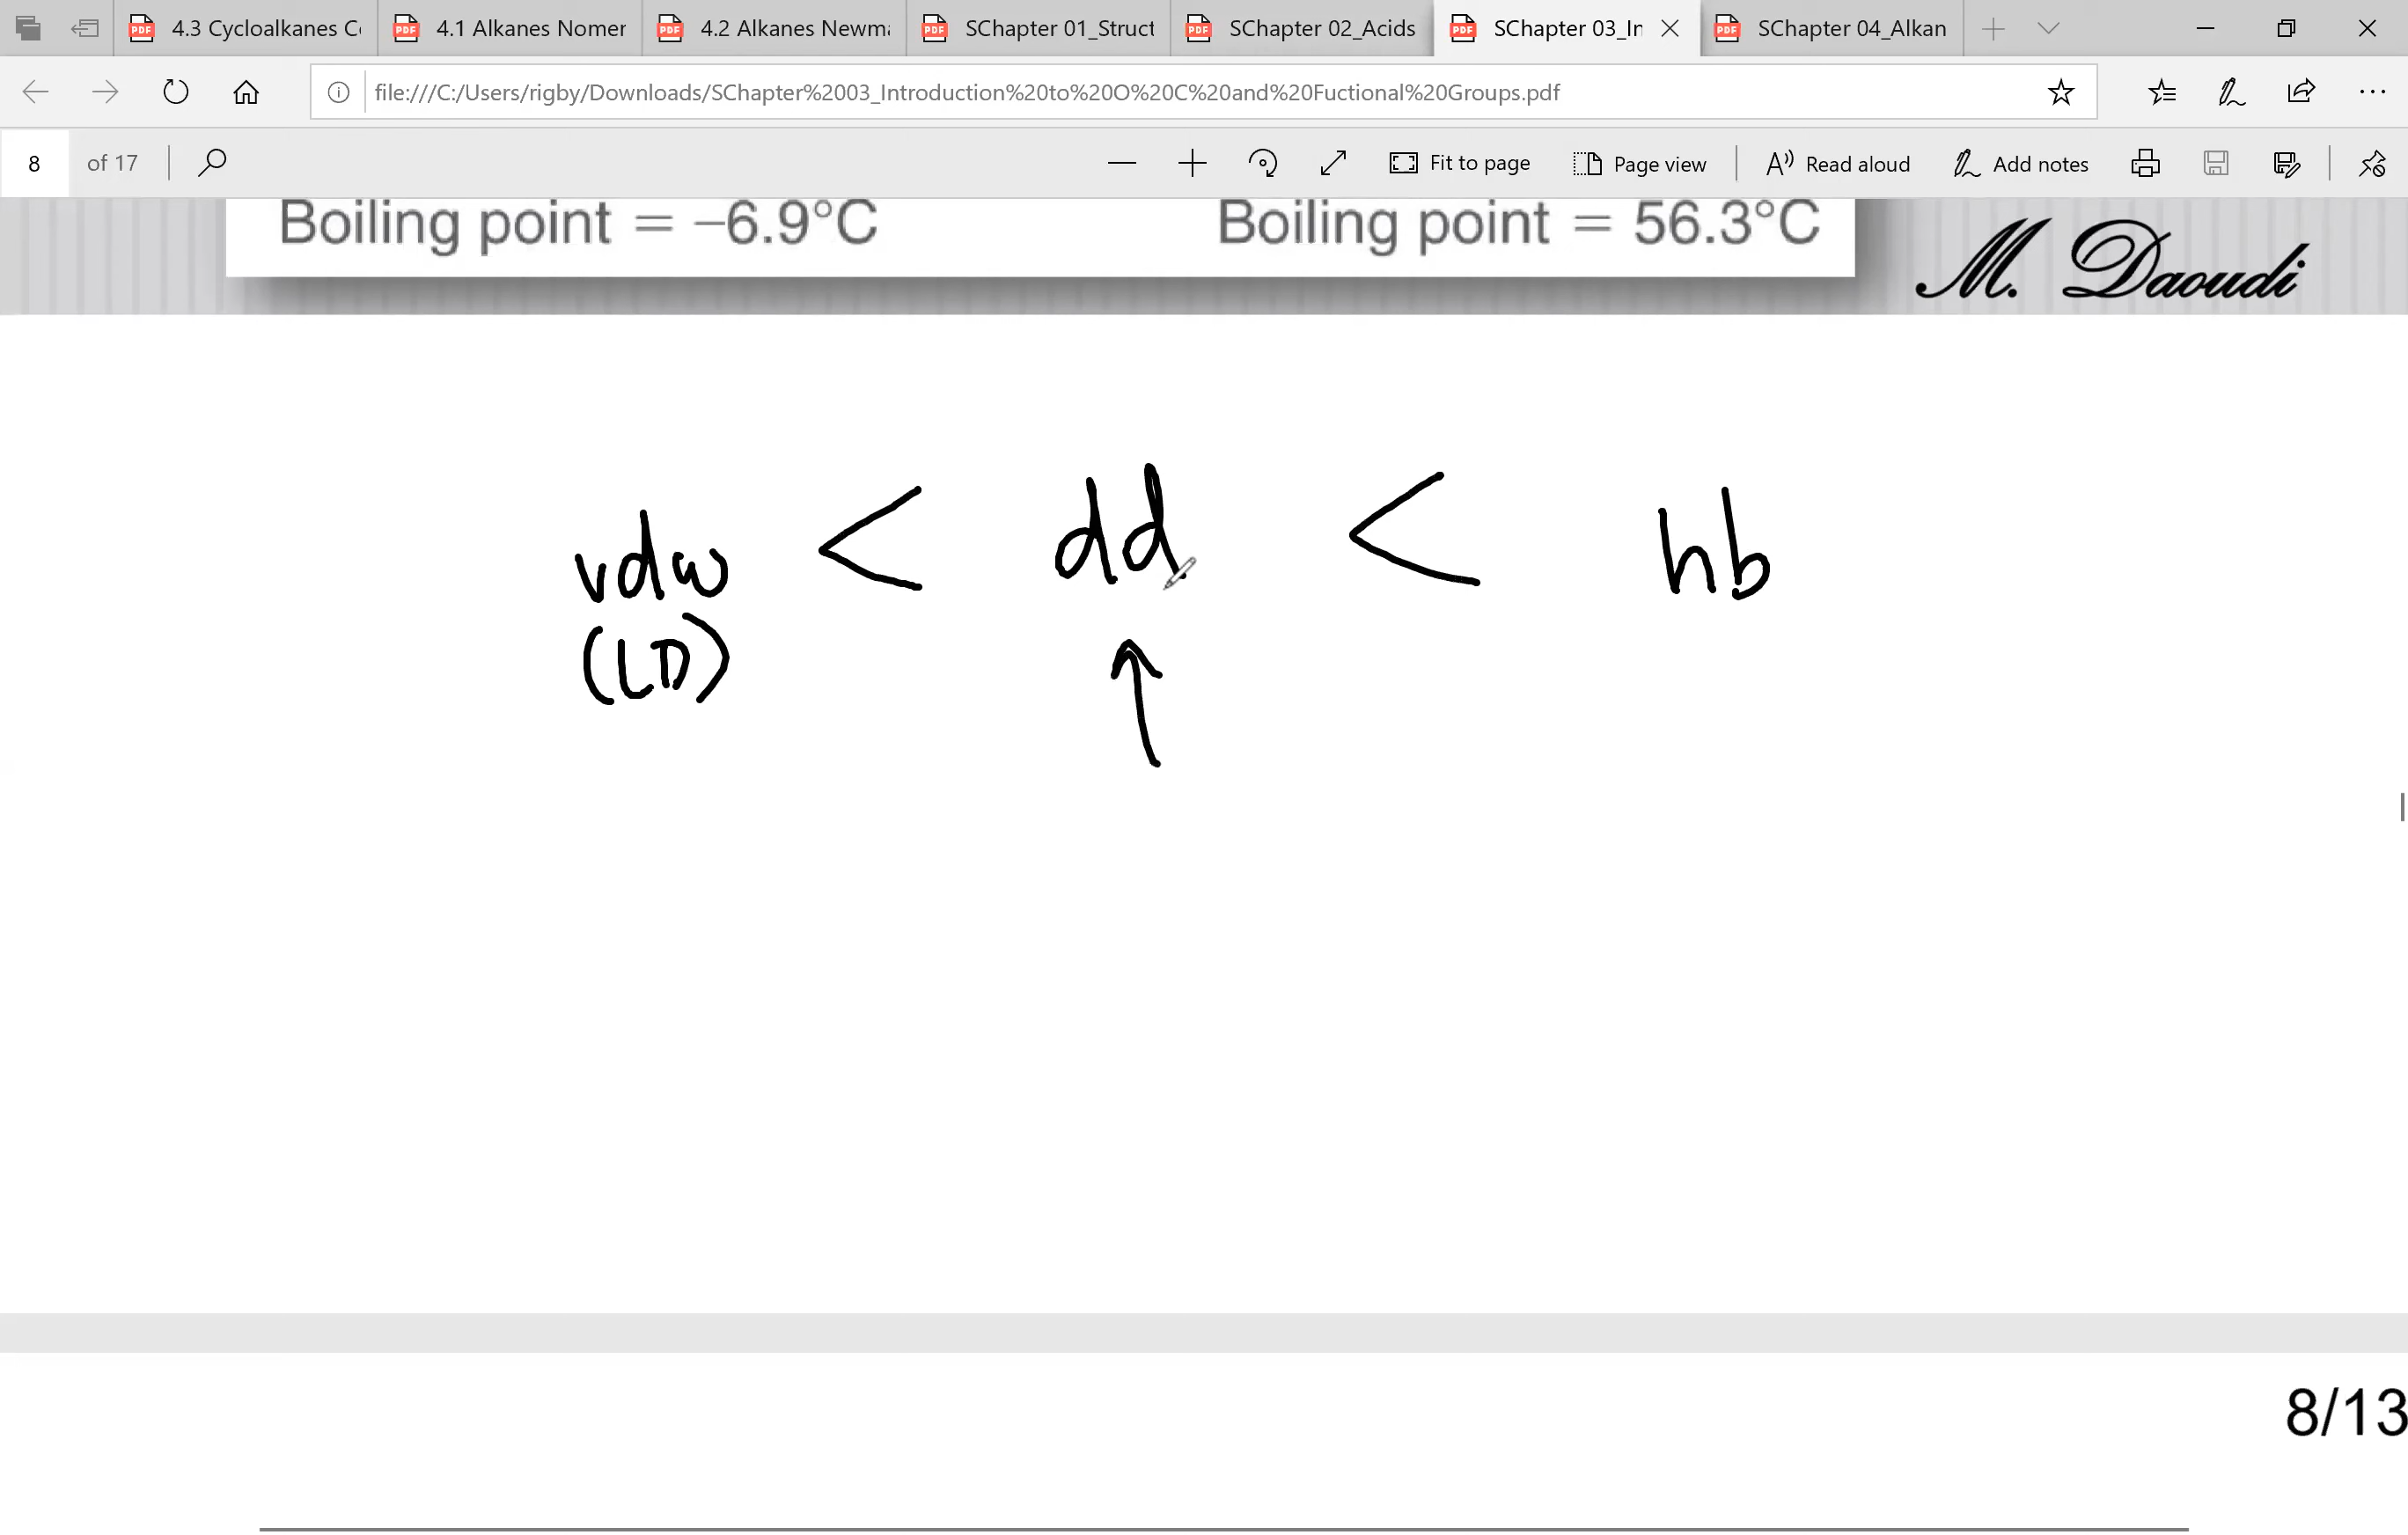 4.3 Cycloalkanes C 4.1 Alkanes Nomer 4.2 Alkanes Newm SChapter 01_Struct SChapter 02_Acids SChapter 03_Ir SChapter 04_Alkan
file:///C:/Users/rigby/Downloads/SChapter%2003_Introduction%20to%20O%20C%20and%20Fuctional%20Groups.pdf
8 of 17 Fit to page Page view Read aloud Add notes
Boiling point = –6.9°C Boiling point = 56.3°C
M. Daoudi
vdw < dd < hb
(LD)
8/13